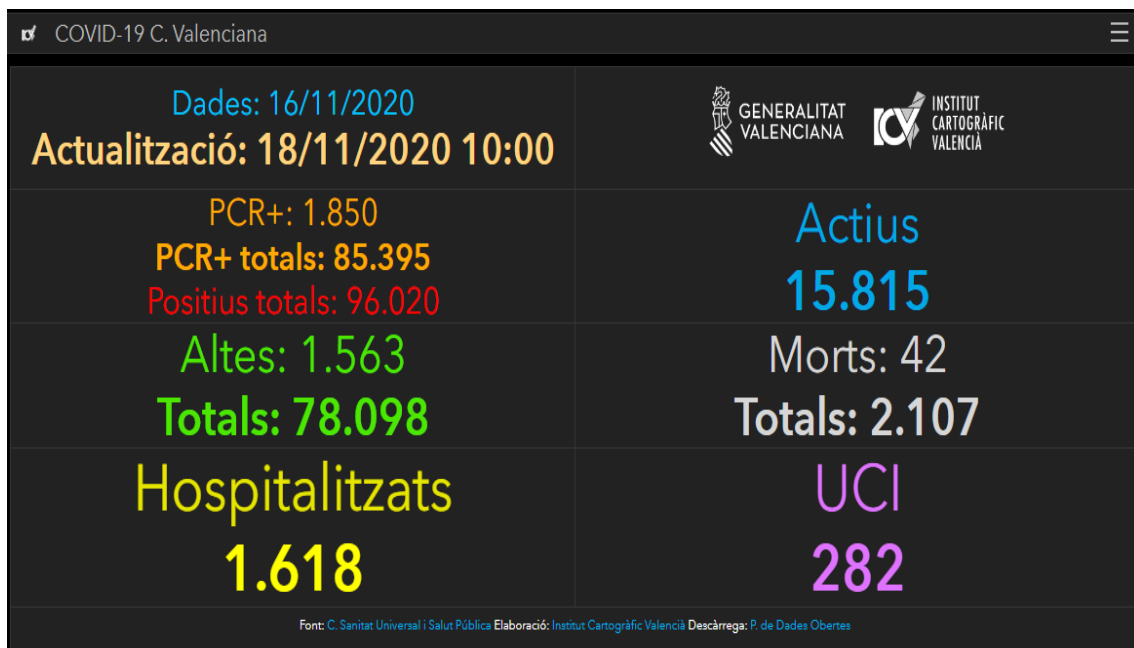 COVID-19 C. Valenciana
Dades: 16/11/2020
Actualització: 18/11/2020 10:00
GENERALITAT
VALENCIANA
ICV
INSTITUT
CARTOGRÀFIC
VALENCIÀ
PCR+: 1.850
PCR+ totals: 85.395
Positius totals: 96.020
Actius
15.815
Altes: 1.563
Totals: 78.098
Morts: 42
Totals: 2.107
Hospitalitzats
1.618
UCI
282
Font: C. Sanitat Universal i Salut Pública Elaboració: Institut Cartogràfic Valencià Descàrrega: P. de Dades Obertes